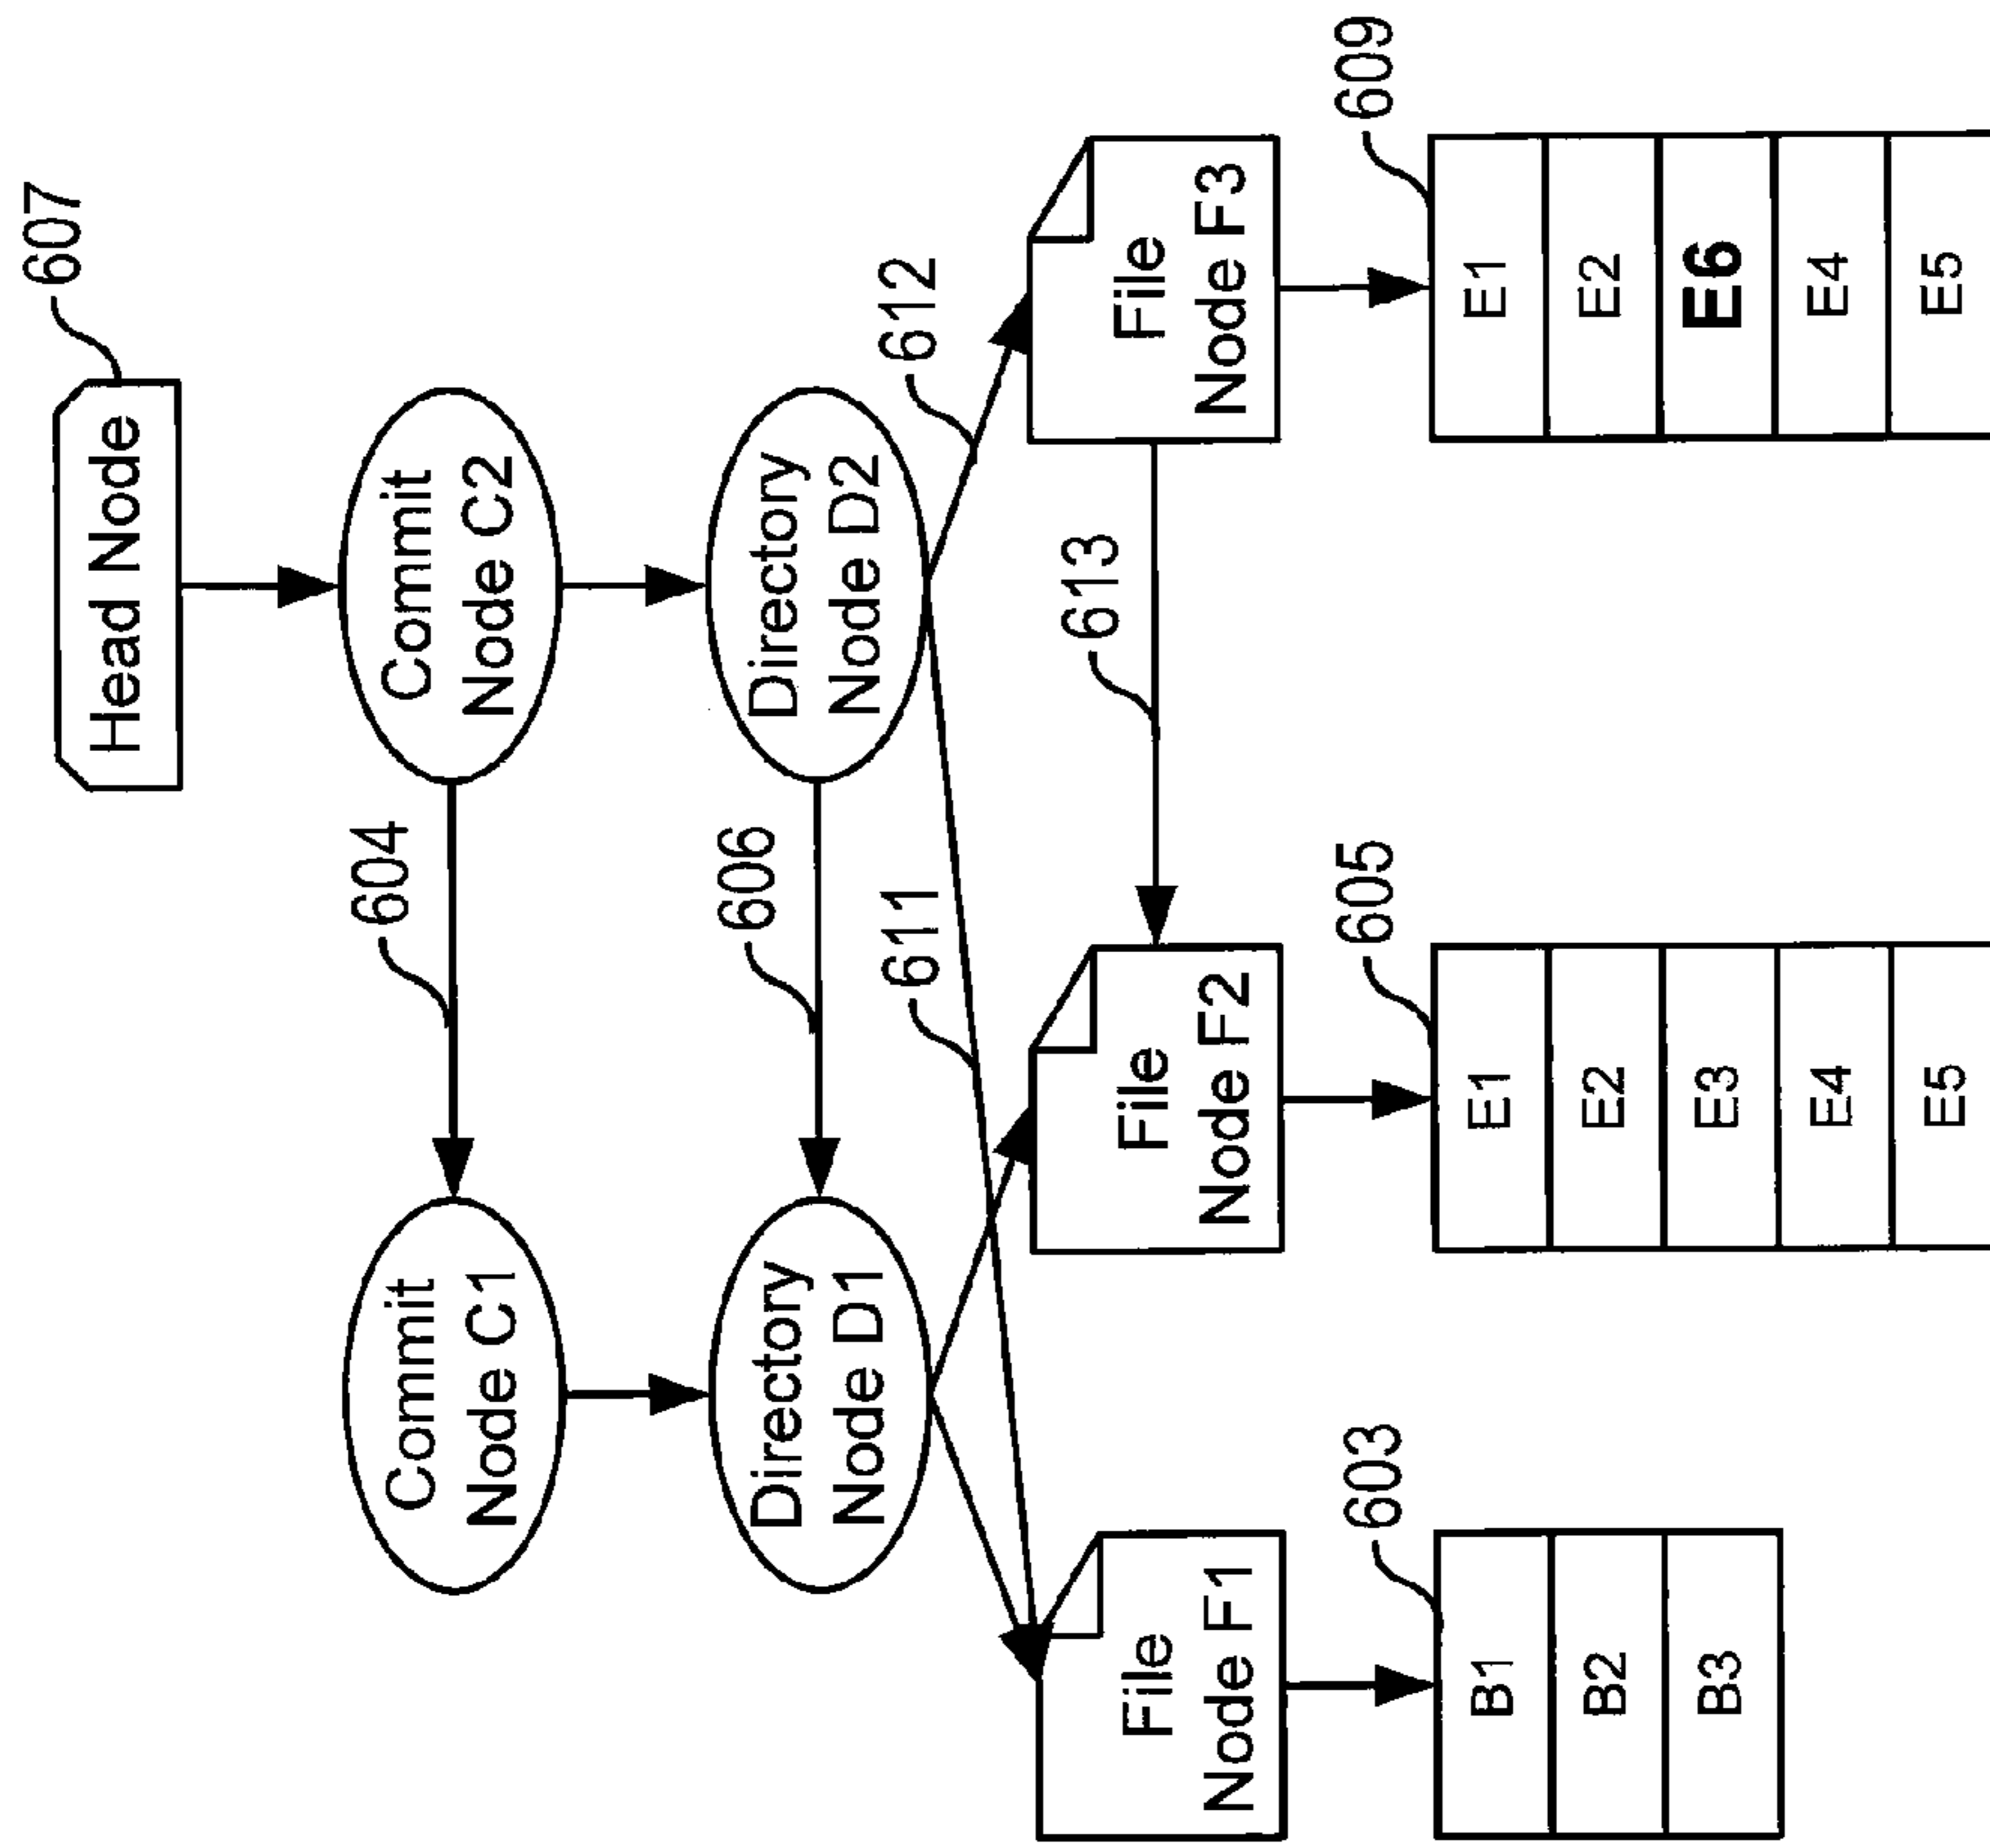 607
Head Node
604
Commit
Node C1
Commit
Node C2
606
Directory
Node D1
Directory
Node D2
611
612
613
File
Node F1
File
Node F2
File
Node F3
603
605
609
B1
B2
B3
E1
E2
E3
E4
E5
E1
E2
E6
E4
E5